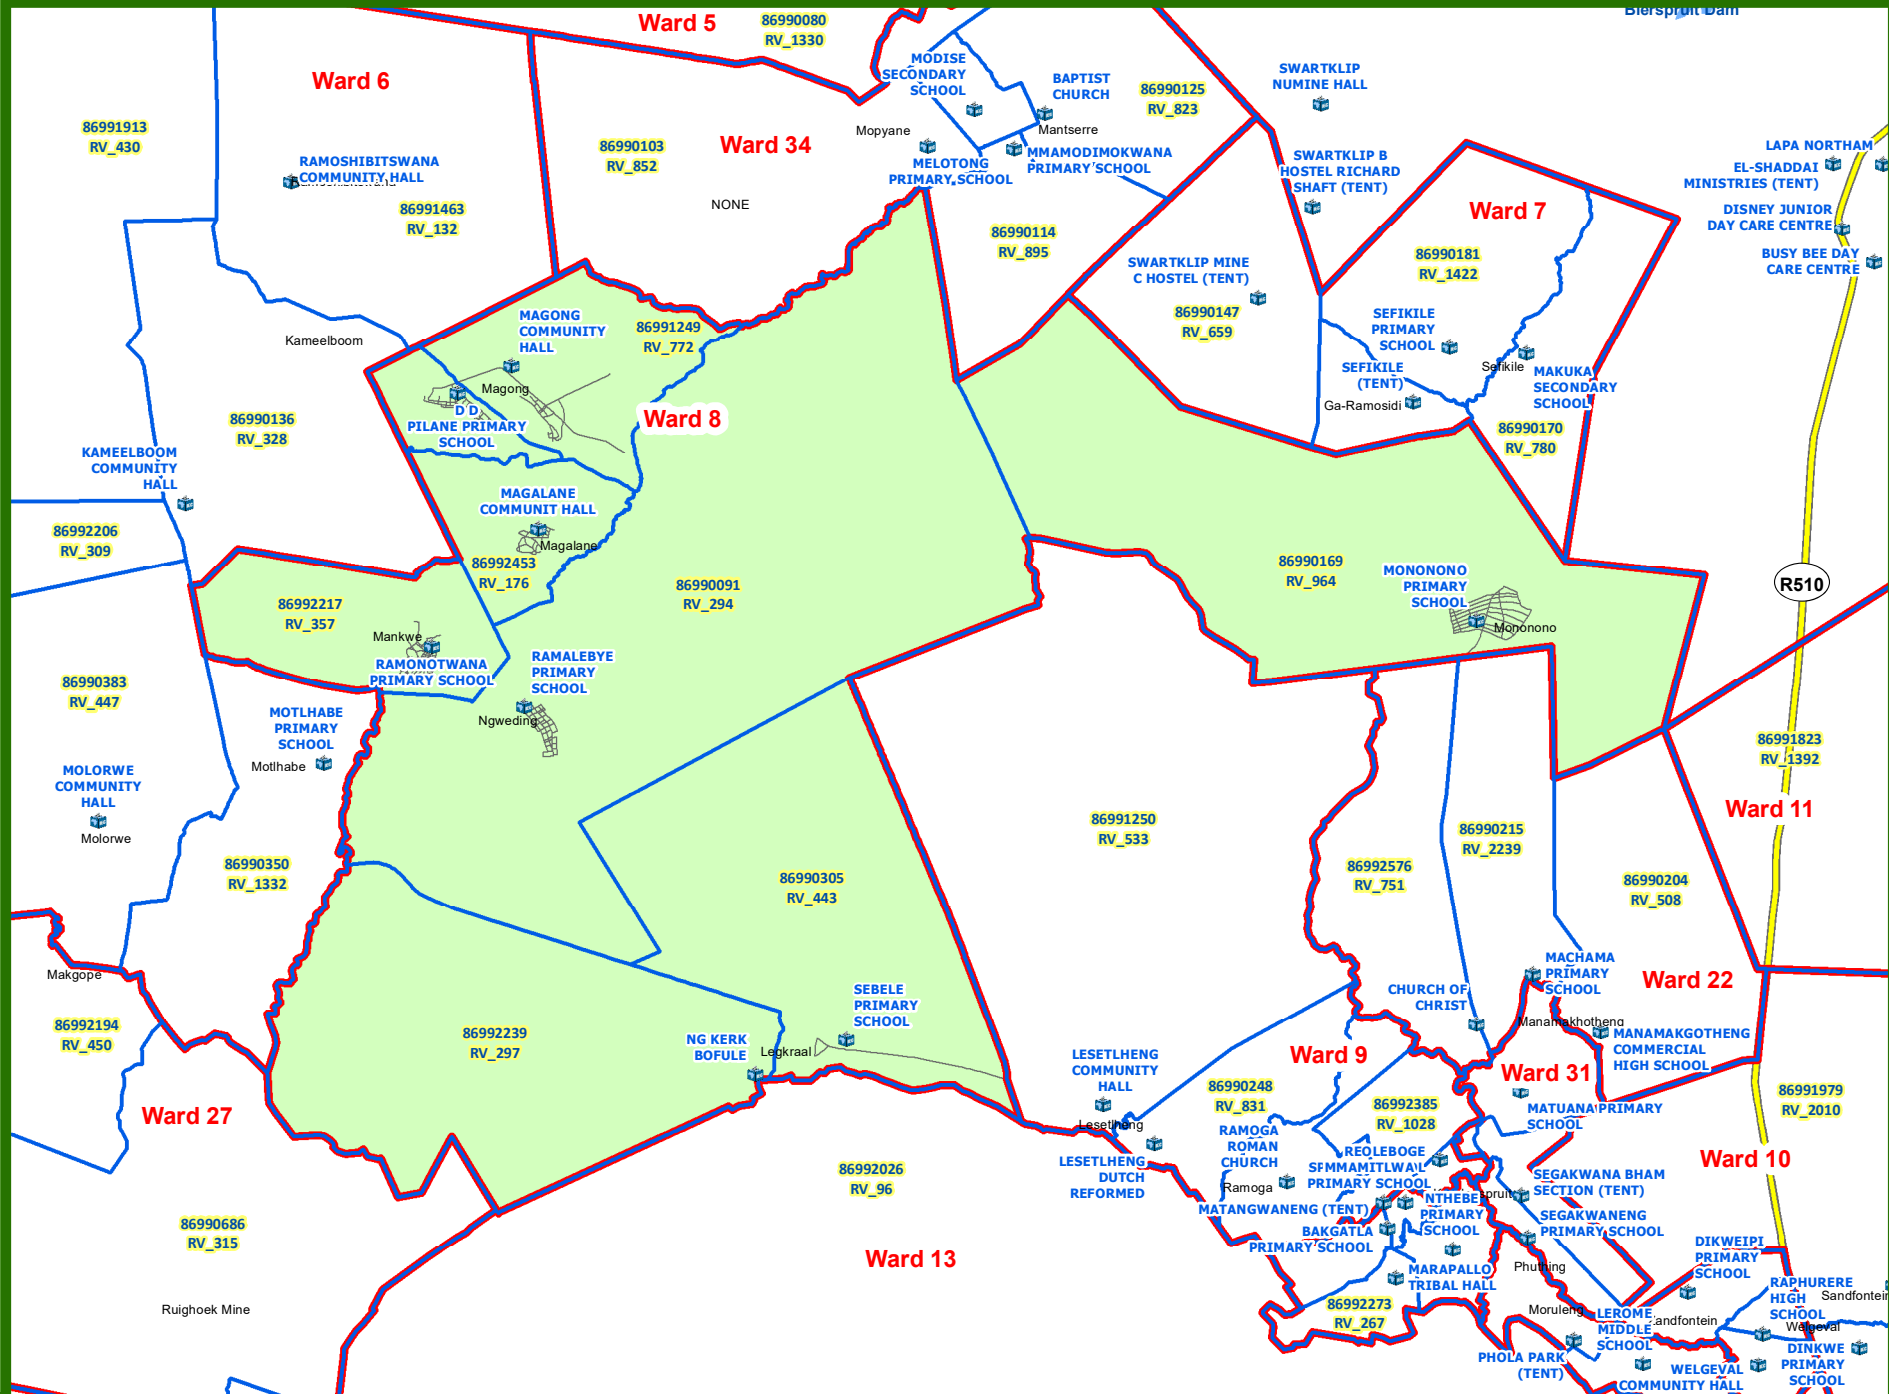 Bierspruit Dam
Ward 5
86990080
RV_1330
Ward 6
86991913
RV_430
RAMOSHIBITSWANA
COMMUNITY HALL
86991463
RV_132
86990103
RV_852
Ward 34
NONE
Mopyane
MODISE
SECONDARY
SCHOOL
BAPTIST
CHURCH
Mantserre
MELOTONG
PRIMARY SCHOOL
MMAMODIMOKWANA
PRIMARY SCHOOL
86990125
RV_823
86990114
RV_895
SWARTKLIP
NUMINE HALL
SWARTKLIP B
HOSTEL RICHARD
SHAFT (TENT)
SWARTKLIP MINE
C HOSTEL (TENT)
86990147
RV_659
Ward 7
86990181
RV_1422
SEFIKILE
PRIMARY
SCHOOL
Sefikile
SEFIKILE
(TENT)
Ga-Ramosidi
MAKUKA
SECONDARY
SCHOOL
86990170
RV_780
LAPA NORTHAM
EL-SHADDAI
MINISTRIES (TENT)
DISNEY JUNIOR
DAY CARE CENTRE
BUSY BEE DAY
CARE CENTRE
Kameelboom
MAGONG
COMMUNITY
HALL
86991249
RV_772
Magong
D D
PILANE PRIMARY
SCHOOL
Ward 8
86990136
RV_328
KAMEELBOOM
COMMUNITY
HALL
MAGALANE
COMMUNIT HALL
Magalane
86992453
RV_176
86992206
RV_309
86990091
RV_294
86990169
RV_964
MONONONO
PRIMARY
SCHOOL
Mononono
R510
86992217
RV_357
Mankwe
RAMONOTWANA
PRIMARY SCHOOL
RAMALEBYE
PRIMARY
SCHOOL
Ngweding
86990383
RV_447
MOTLHABE
PRIMARY
SCHOOL
Motlhabe
MOLORWE
COMMUNITY
HALL
Molorwe
86990350
RV_1332
86991823
RV_1392
Ward 11
86991250
RV_533
86990215
RV_2239
86992576
RV_751
86990204
RV_508
86990305
RV_443
Makgope
86992194
RV_450
86992239
RV_297
SEBELE
PRIMARY
SCHOOL
NG KERK
BOFULE
Legkraal
MACHAMA
PRIMARY
SCHOOL
Ward 22
CHURCH OF
CHRIST
Manamakhotheng
MANAMAKGOTHENG
COMMERCIAL
HIGH SCHOOL
Ward 9
LESETLHENG
COMMUNITY
HALL
Lesetlheng
LESETLHENG
DUTCH
REFORMED
86990248
RV_831
Ward 31
86992385
RV_1028
MATUANA PRIMARY
SCHOOL
86991979
RV_2010
Ward 27
86992026
RV_96
RAMOGA
ROMAN
CHURCH
Ramoga
REOLEBOGE
MMAMITLWA
PRIMARY SCHOOL
MATANGWANENG (TENT)
NTHEBE
PRIMARY
SCHOOL
BAKGATLA
PRIMARY SCHOOL
MARAPALLO
TRIBAL HALL
Ward 10
SEGAKWANA BHAM
SECTION (TENT)
SEGAKWANENG
PRIMARY SCHOOL
Phuthing
DIKWEIPI
PRIMARY
SCHOOL
RAPHURERE
HIGH
SCHOOL
Sandfontein
Welgeval
86990686
RV_315
Ward 13
Ruighoek Mine
86992273
RV_267
Moruleng
LEROME
MIDDLE
SCHOOL
PHOLA PARK
(TENT)
WELGEVAL
COMMUNITY HALL
DINKWE
PRIMARY
SCHOOL